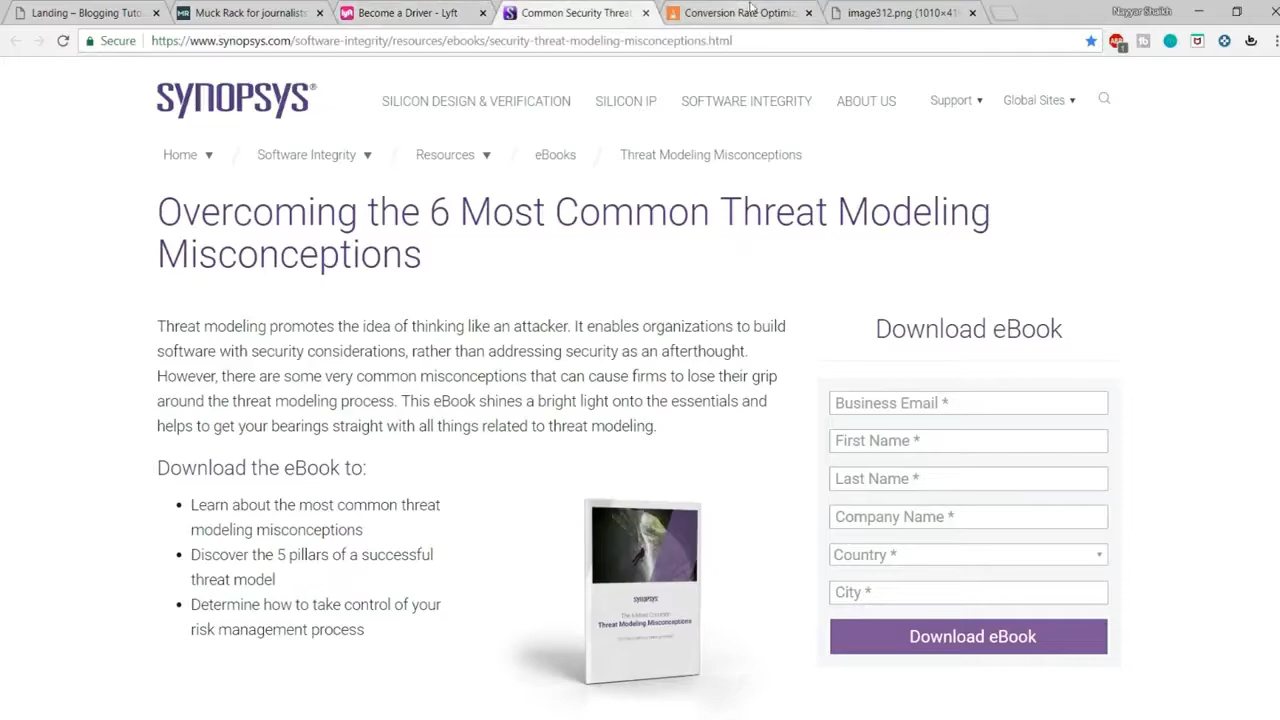 Landing – Blogging Tuto
Muck Rack for journalists
Become a Driver - Lyft
Common Security Threat
Conversion Rate Optimiz
image312.png (1010×41
Nayyar Shaikh
Secure
https://www.synopsys.com/software-integrity/resources/ebooks/security-threat-modeling-misconceptions.html
SYNOPSYS®
SILICON DESIGN & VERIFICATION
SILICON IP
SOFTWARE INTEGRITY
ABOUT US
Support
Global Sites
Home
Software Integrity
Resources
eBooks
Threat Modeling Misconceptions
Overcoming the 6 Most Common Threat Modeling
Misconceptions
Threat modeling promotes the idea of thinking like an attacker. It enables organizations to build
software with security considerations, rather than addressing security as an afterthought.
However, there are some very common misconceptions that can cause firms to lose their grip
around the threat modeling process. This eBook shines a bright light onto the essentials and
helps to get your bearings straight with all things related to threat modeling.
Download the eBook to:
• Learn about the most common threat
modeling misconceptions
• Discover the 5 pillars of a successful
threat model
• Determine how to take control of your
risk management process
SYNOPSYS
The 6 Most Common
Threat Modeling Misconceptions
Download eBook
Business Email *
First Name *
Last Name *
Company Name *
Country *
City *
Download eBook